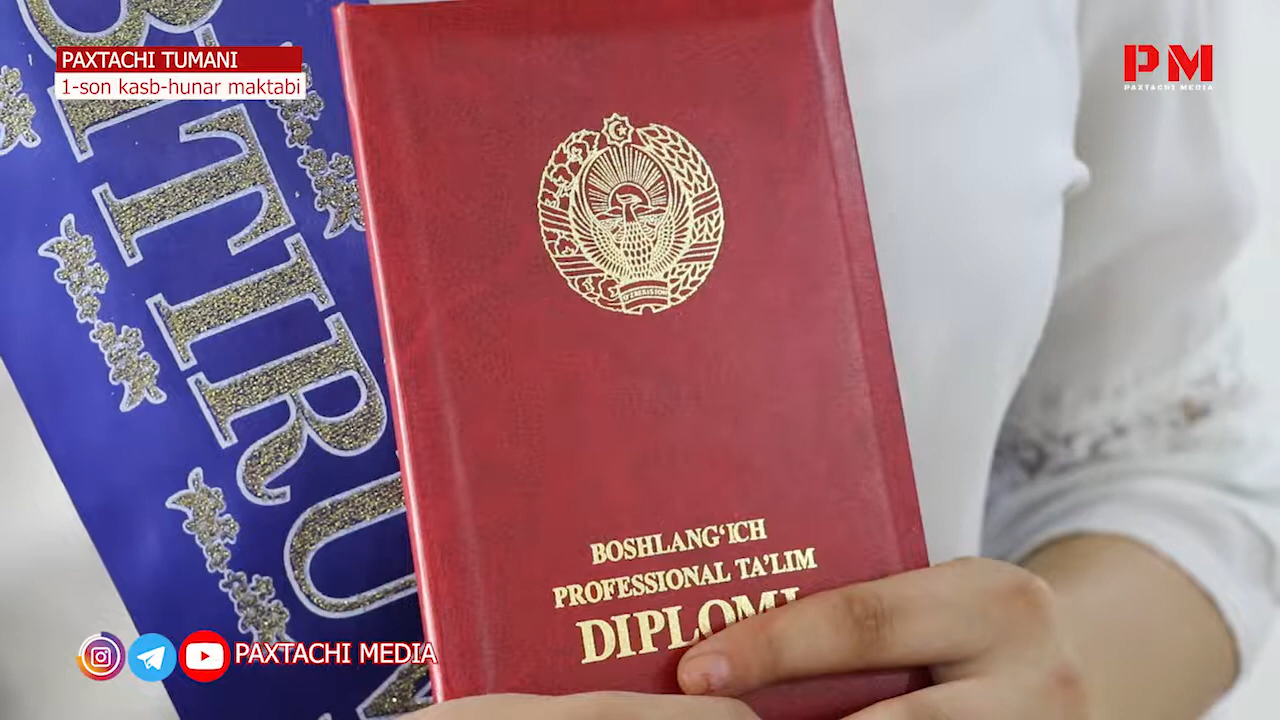 PAXTACHI TUMANI
1-son kasb-hunar maktabi
PM
PAXTACHI MEDIA
BITIRUV
O'ZBEKISTON
BOSHLANG‘ICH
PROFESSIONAL TA’LIM
DIPLOMI
PAXTACHI MEDIA